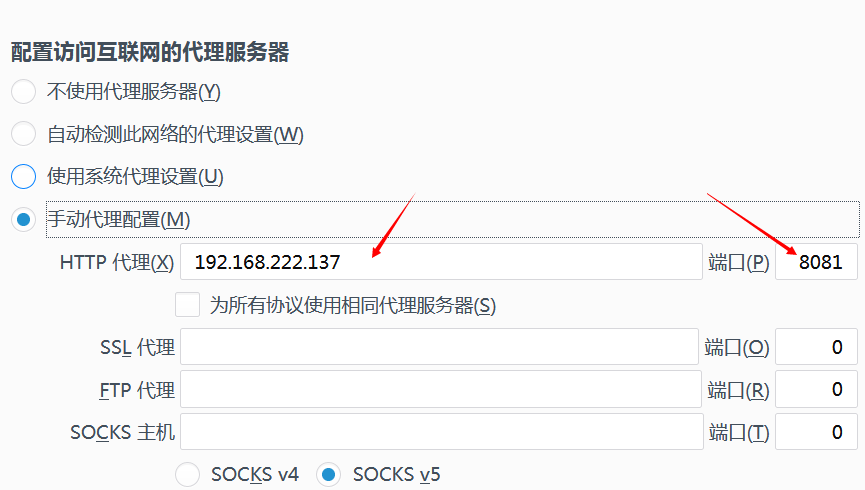 配置访问互联网的代理服务器
不使用代理服务器(Y)
自动检测此网络的代理设置(W)
使用系统代理设置(U)
手动代理配置(M)
HTTP 代理(X) 192.168.222.137 端口(P) 8081
为所有协议使用相同代理服务器(S)
SSL 代理 端口(O) 0
FTP 代理 端口(R) 0
SOCKS 主机 端口(T) 0
SOCKS v4 SOCKS v5